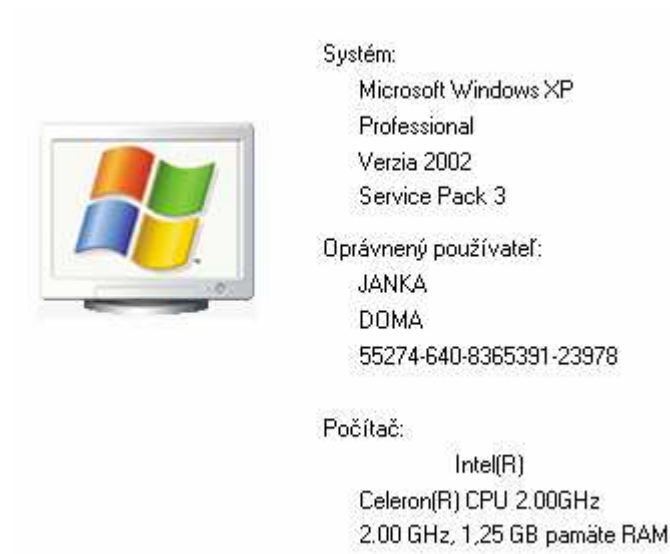 Systém:
Microsoft Windows XP
Professional
Verzia 2002
Service Pack 3
Oprávnený používateľ:
JANKA
DOMA
55274-640-8365391-23978
Počítač:
Intel(R)
Celeron(R) CPU 2.00GHz
2.00 GHz, 1,25 GB pamäte RAM